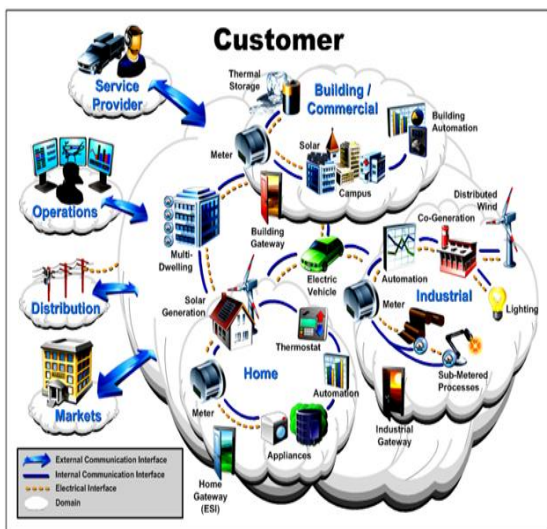 Customer
Service
Provider
Thermal
Storage
Building /
Commercial
Building
Automation
Meter
Solar
Campus
Distributed
Wind
Operations
Multi-
Dwelling
Building
Gateway
Co-Generation
Electric
Vehicle
Automation
Industrial
Meter
Lighting
Distribution
Solar
Generation
Thermostat
Home
Automation
Sub-Metered
Processes
Markets
Meter
Appliances
Industrial
Gateway
Home
Gateway
(ESI)
External Communication Interface
Internal Communication Interface
Electrical Interface
Domain